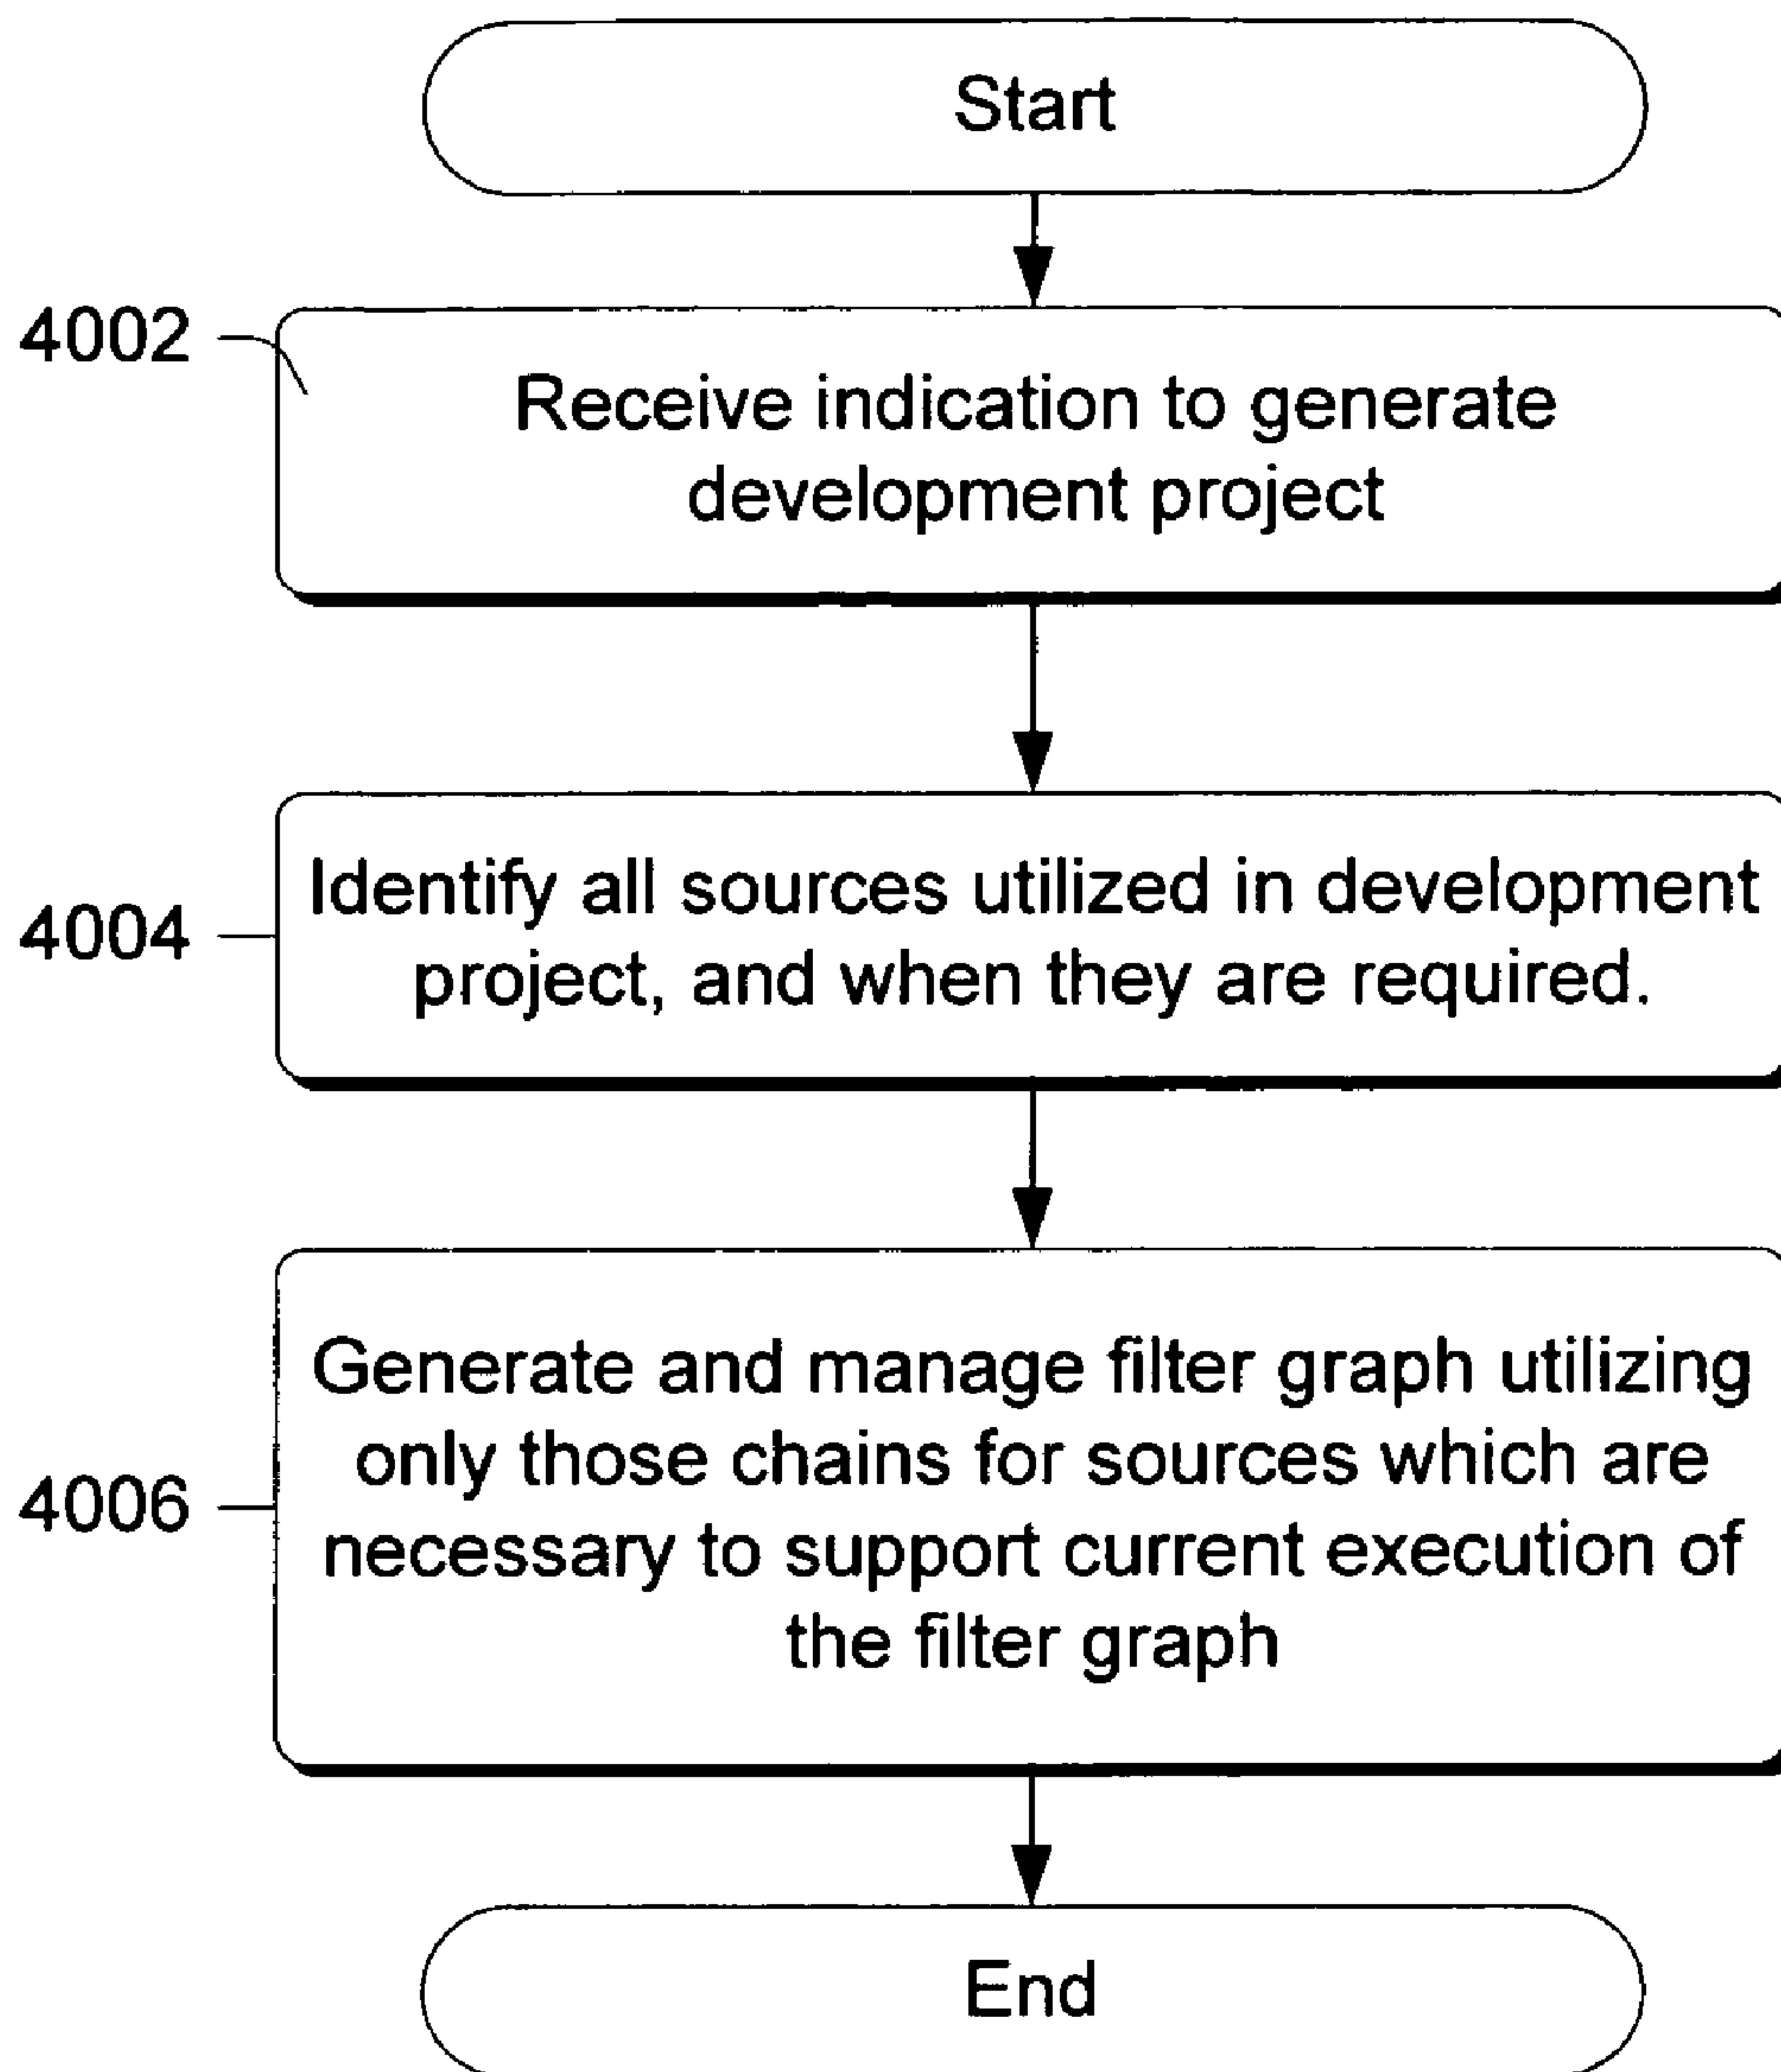 Start
4002
Receive indication to generate
development project
4004
Identify all sources utilized in development
project, and when they are required.
4006
Generate and manage filter graph utilizing
only those chains for sources which are
necessary to support current execution of
the filter graph
End